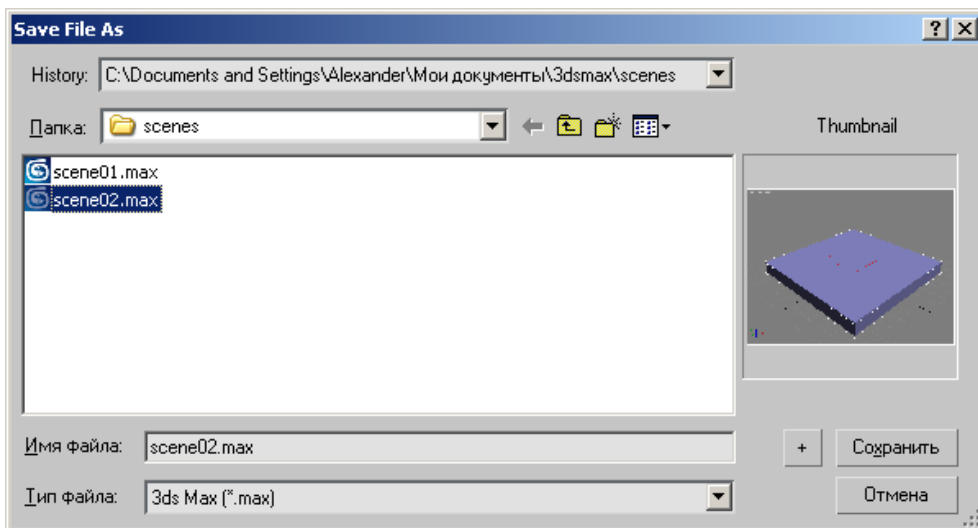 Save File As
History: C:\Documents and Settings\Alexander\Мои документы\3dsmax\scenes
Папка: scenes
Thumbnail
scene01.max
scene02.max
Имя файла: scene02.max
+ Сохранить
Тип файла: 3ds Max (*.max)
Отмена